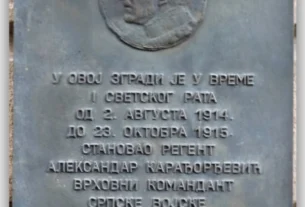 У ОВОЈ ЗГРАДИ ЈЕ У ВРЕМЕ
I СВЕТСКОГ РАТА
ОД 2. АВГУСТА 1914.
ДО 23. ОКТОБРА 1915.
СТАНОВАО РЕГЕНТ
АЛЕКСАНДАР КАРАЂОРЂЕВИЋ
ВРХОВНИ КОМАНДАНТ
СРПСКЕ ВОЈСКЕ